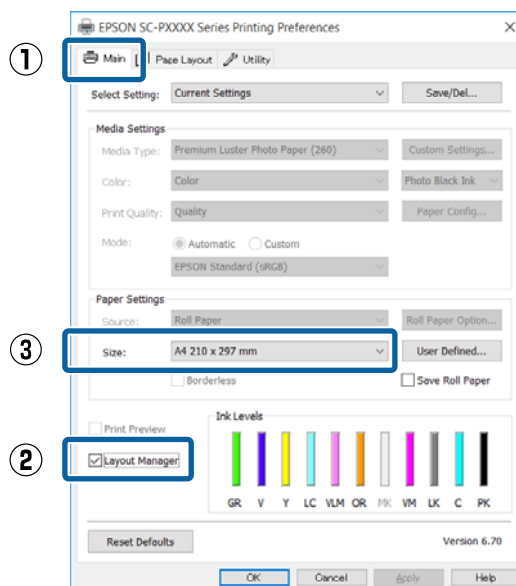 EPSON SC-PXXXX Series Printing Preferences
① Main Page Layout Utility
Select Setting: Current Settings Save/Del...
Media Settings
Media Type: Premium Luster Photo Paper (260) Custom Settings...
Color: Color Photo Black Ink
Print Quality: Quality Paper Config...
Mode: Automatic Custom
EPSON Standard (sRGB)
Paper Settings
Source: Roll Paper Roll Paper Option...
③ Size: A4 210 x 297 mm User Defined...
Borderless Save Roll Paper
Print Preview Ink Levels
② Layout Manager
GR V Y LC VLM OR MK VM LK C PK
Reset Defaults Version 6.70
OK Cancel Apply Help